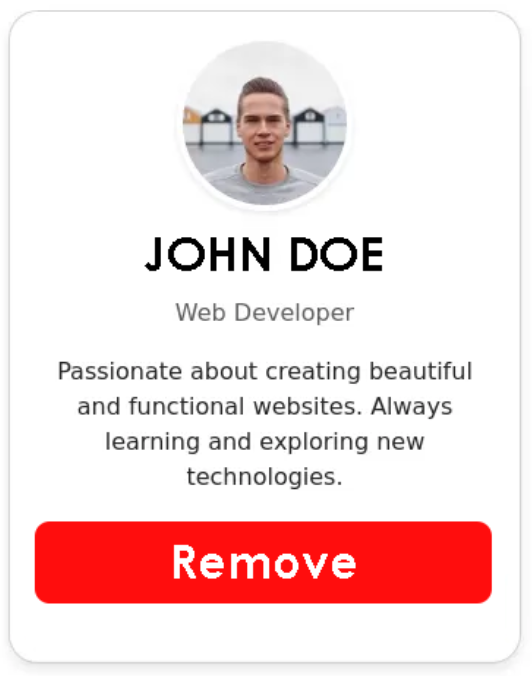 JOHN DOE
Web Developer
Passionate about creating beautiful
and functional websites. Always
learning and exploring new
technologies.
Remove